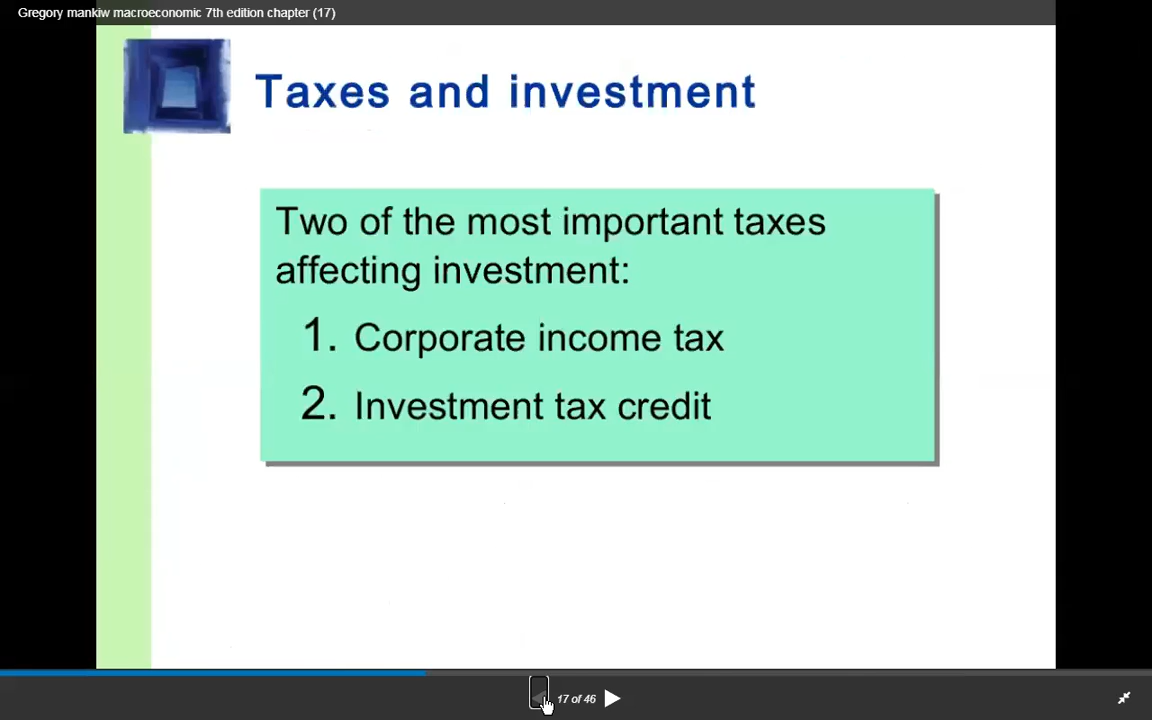 Gregory mankiw macroeconomic 7th edition chapter (17)
Taxes and investment
Two of the most important taxes
affecting investment:
1. Corporate income tax
2. Investment tax credit
17 of 46